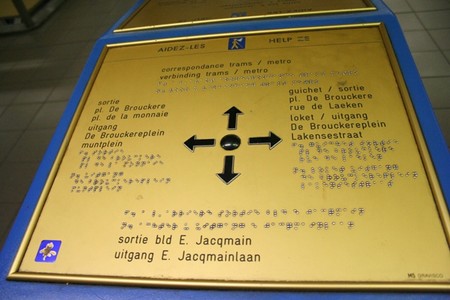 AIDEZ-LES HELP
correspondance trams / metro
verbinding trams / metro
sortie
pl. De Brouckere
pl. de la monnaie
uitgang
De Brouckereplein
muntplein
guichet / sortie
pl. De Brouckere
rue de Laeken
loket / uitgang
De Brouckereplein
Lakensestraat
sortie bld E. Jacqmain
uitgang E. Jacqmainlaan